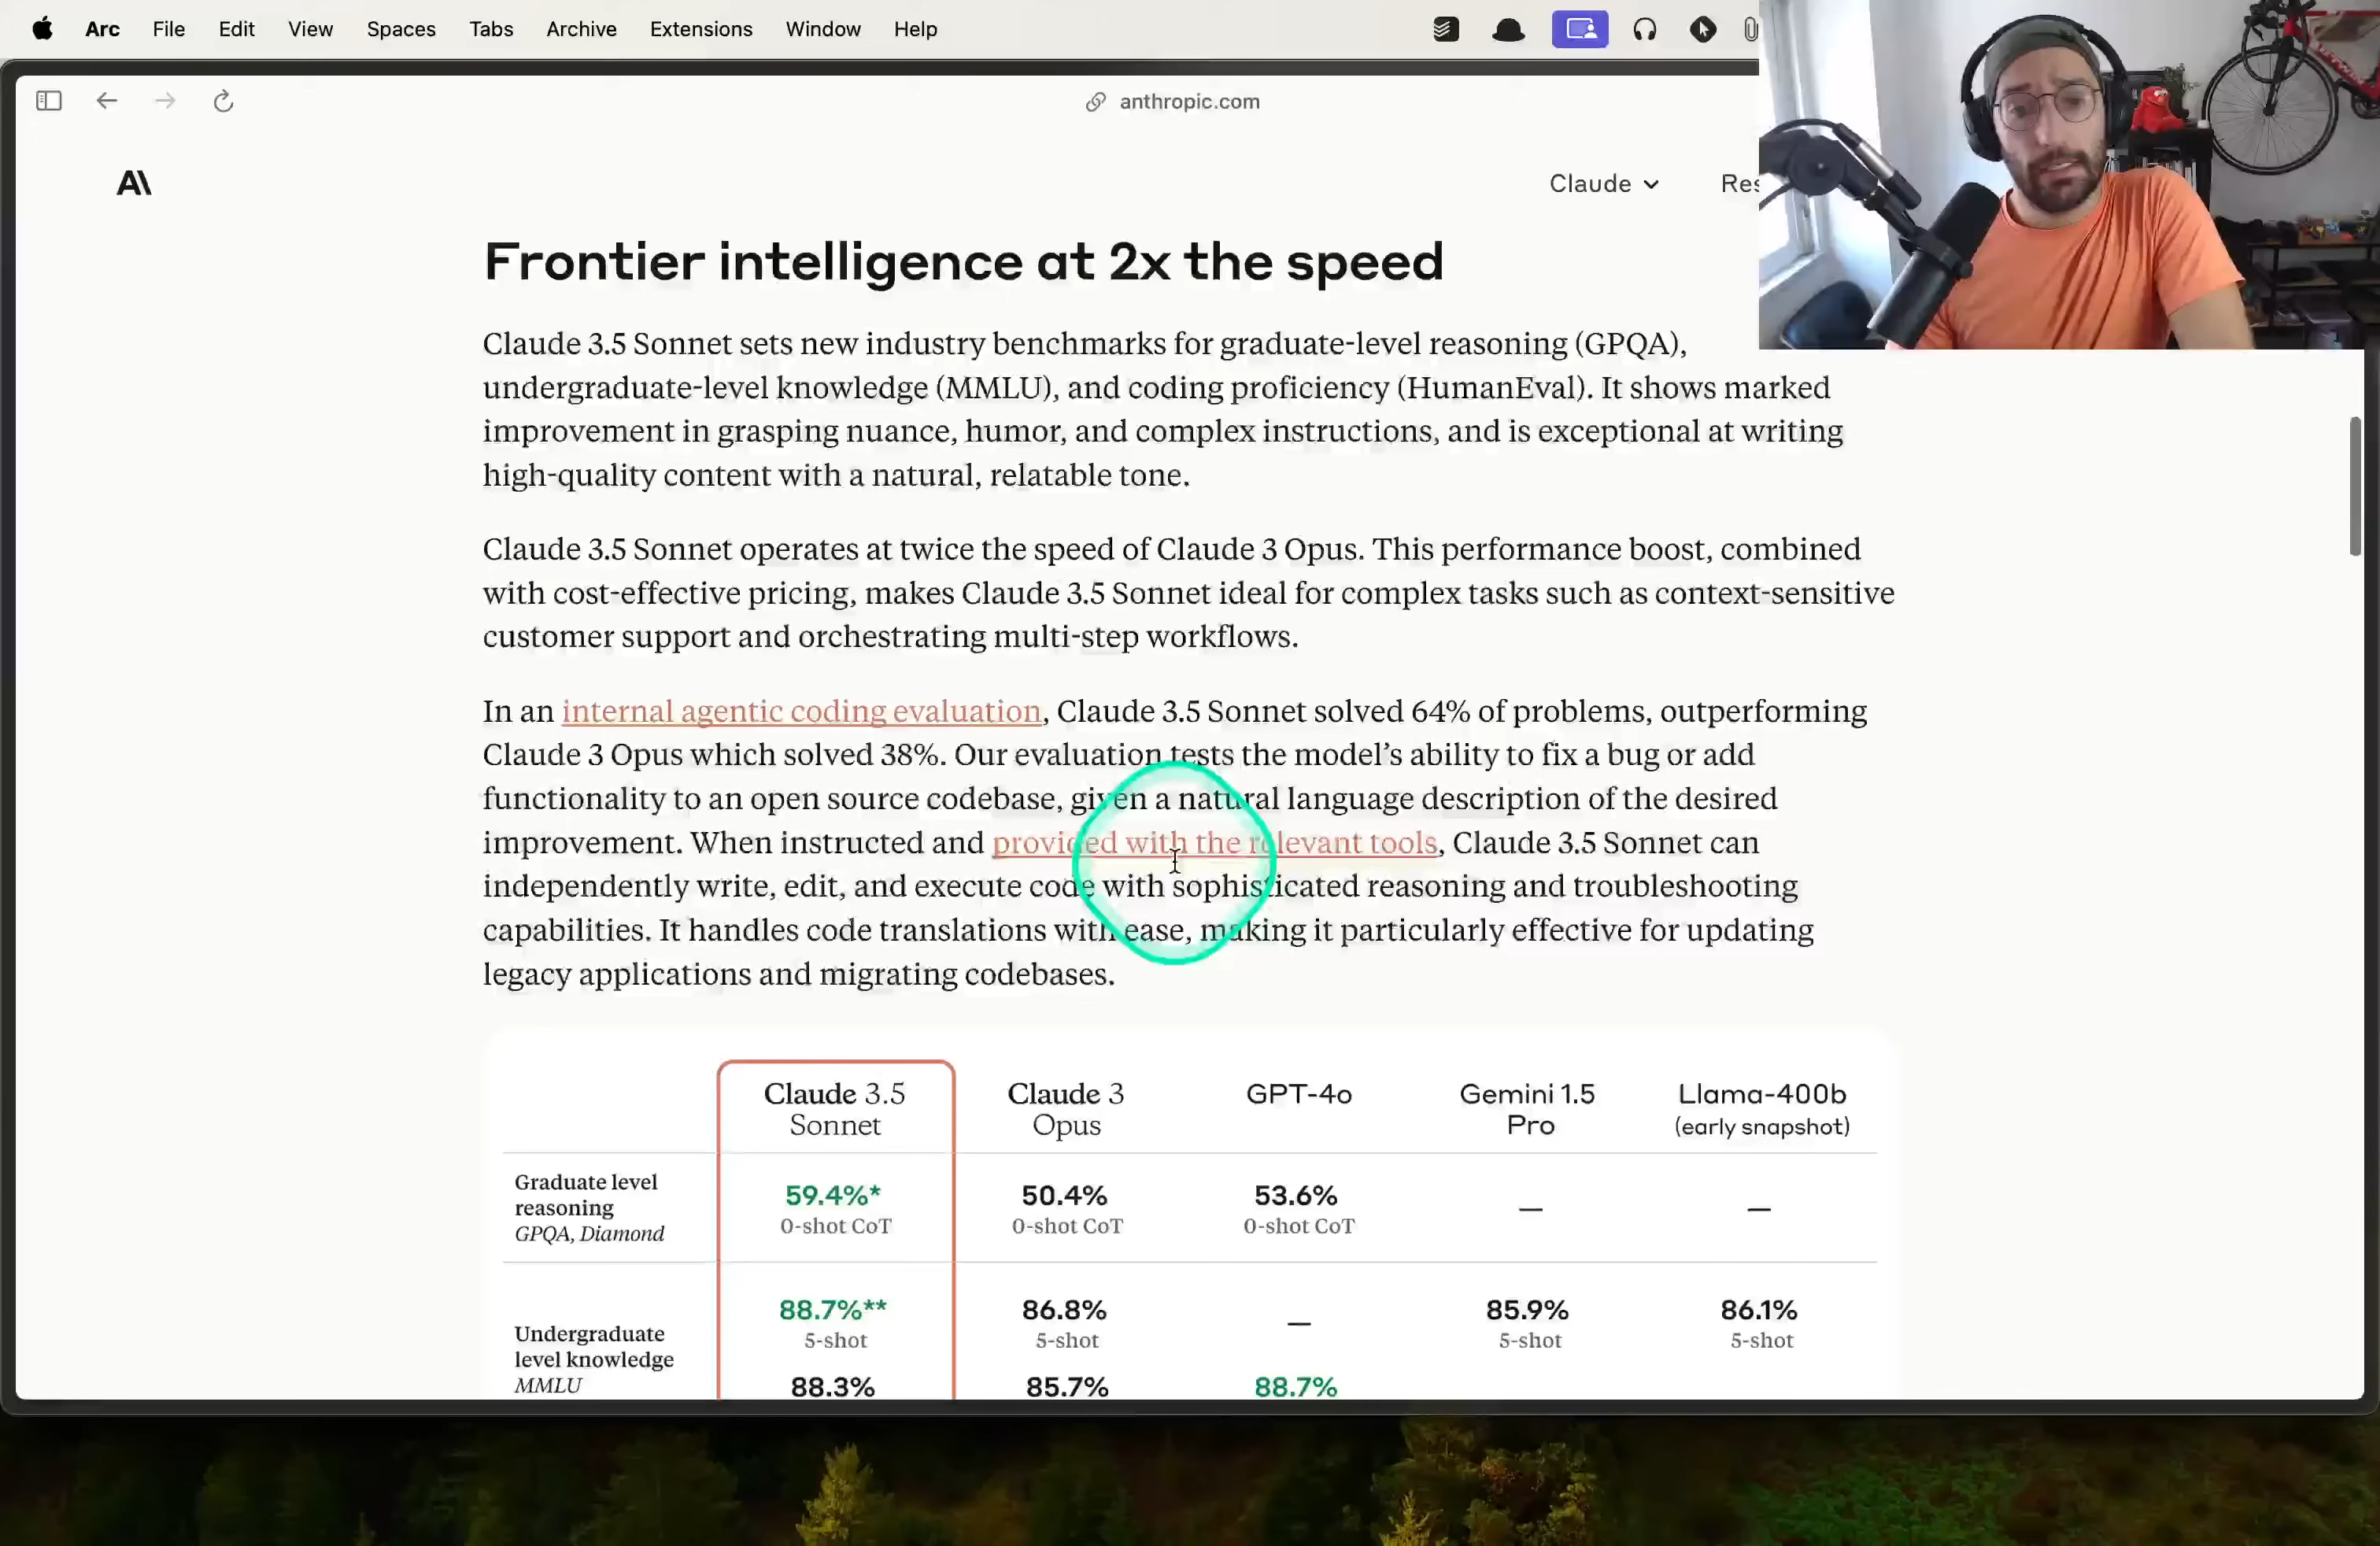 Arc File Edit View Spaces Tabs Archive Extensions Window Help
anthropic.com
A\
Claude
Frontier intelligence at 2x the speed
Claude 3.5 Sonnet sets new industry benchmarks for graduate-level reasoning (GPQA),
undergraduate-level knowledge (MMLU), and coding proficiency (HumanEval). It shows marked
improvement in grasping nuance, humor, and complex instructions, and is exceptional at writing
high-quality content with a natural, relatable tone.
Claude 3.5 Sonnet operates at twice the speed of Claude 3 Opus. This performance boost, combined
with cost-effective pricing, makes Claude 3.5 Sonnet ideal for complex tasks such as context-sensitive
customer support and orchestrating multi-step workflows.
In an internal agentic coding evaluation, Claude 3.5 Sonnet solved 64% of problems, outperforming
Claude 3 Opus which solved 38%. Our evaluation tests the model’s ability to fix a bug or add
functionality to an open source codebase, given a natural language description of the desired
improvement. When instructed and provided with the relevant tools, Claude 3.5 Sonnet can
independently write, edit, and execute code with sophisticated reasoning and troubleshooting
capabilities. It handles code translations with ease, making it particularly effective for updating
legacy applications and migrating codebases.
Claude 3.5 Claude 3 GPT-4o Gemini 1.5 Llama-400b
Sonnet Opus Pro (early snapshot)
Graduate level
reasoning
GPQA, Diamond
59.4%* 50.4% 53.6% — —
0-shot CoT 0-shot CoT 0-shot CoT
Undergraduate
level knowledge
MMLU
88.7%** 86.8% — 85.9% 86.1%
5-shot 5-shot 5-shot 5-shot
88.3% 85.7% 88.7%